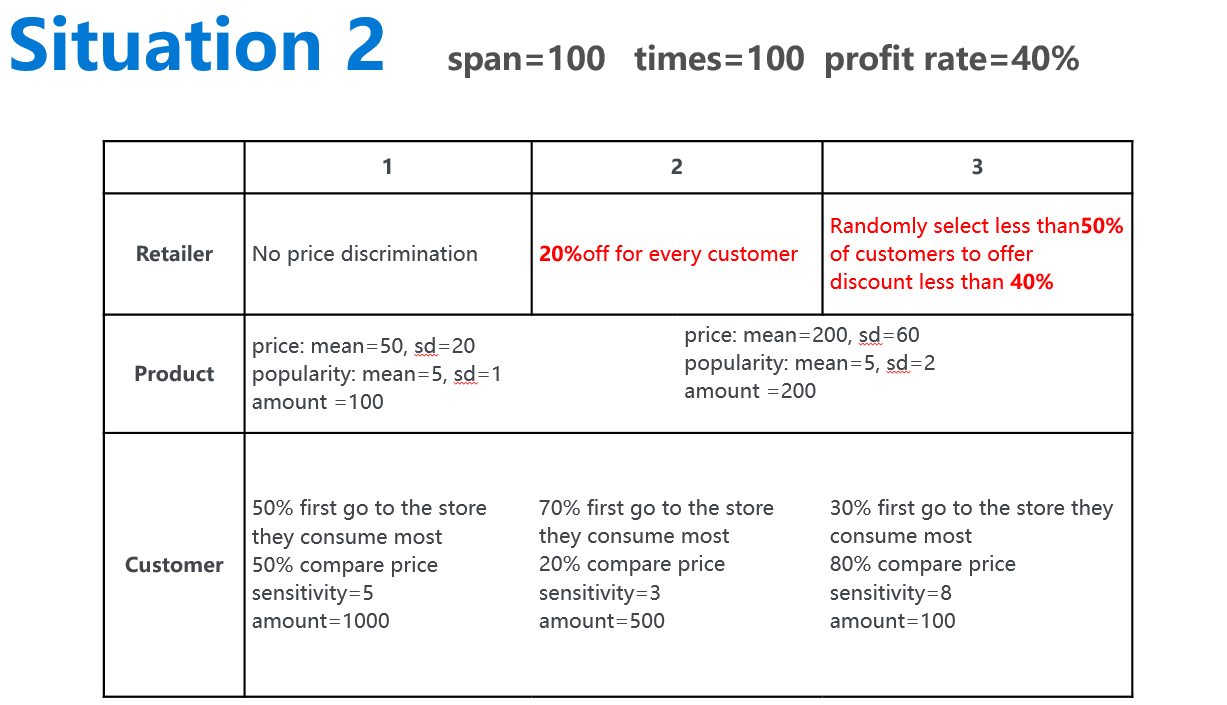 Situation 2
span=100 times=100 profit rate=40%
1
2
3
Retailer
No price discrimination
20%off for every customer
Randomly select less than50%
of customers to offer
discount less than 40%
Product
price: mean=50, sd=20
popularity: mean=5, sd=1
amount =100
price: mean=200, sd=60
popularity: mean=5, sd=2
amount =200
Customer
50% first go to the store
they consume most
50% compare price
sensitivity=5
amount=1000
70% first go to the store
they consume most
20% compare price
sensitivity=3
amount=500
30% first go to the store they
consume most
80% compare price
sensitivity=8
amount=100